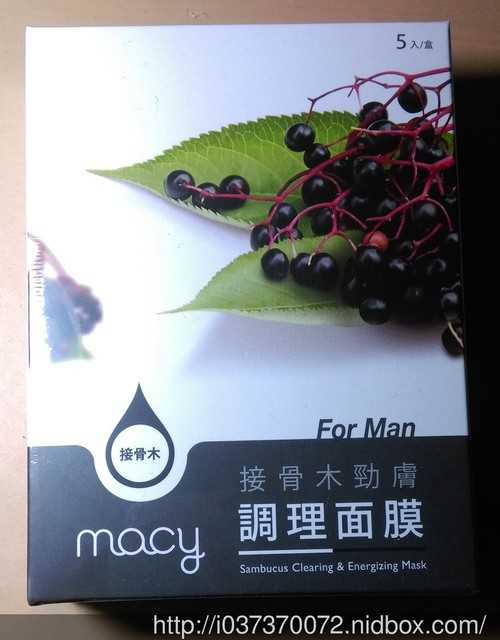 5入/盒
For Man
接骨木
接骨木勁膚
調理面膜
macy
Sambucus Clearing & Energizing Mask
http://i037370072.nidbox.com/